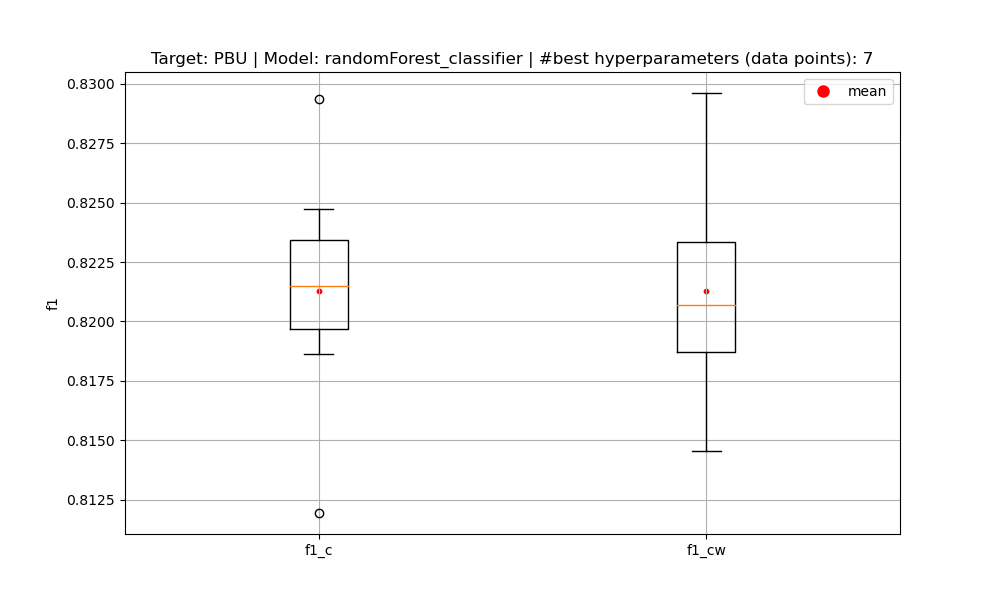 Target: PBU | Model: randomForest_classifier | #best hyperparameters (data points): 7
mean
0.8300
0.8275
0.8250
0.8225
0.8200
0.8175
0.8150
0.8125
f1
f1_c
f1_cw